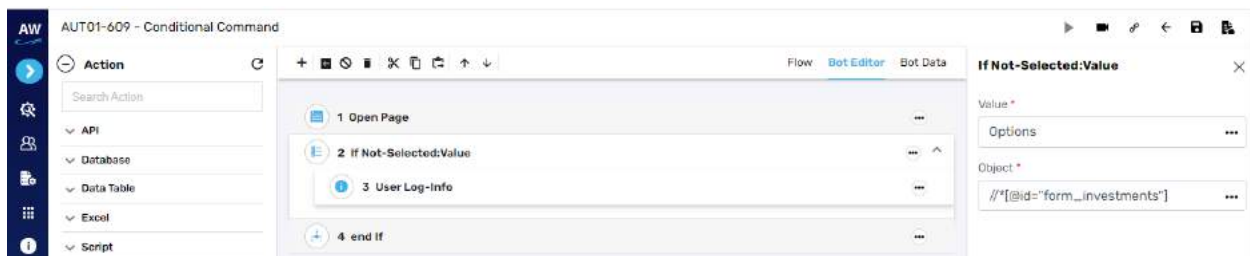 AW
AUT01-609 - Conditional Command
Action
Search Action
API
Database
Data Table
Excel
Script
Flow
Bot Editor
Bot Data
1 Open Page
2 If Not-Selected:Value
3 User Log-Info
4 end If
If Not-Selected:Value
Value *
Options
Object *
//*[@id="form_investments"]